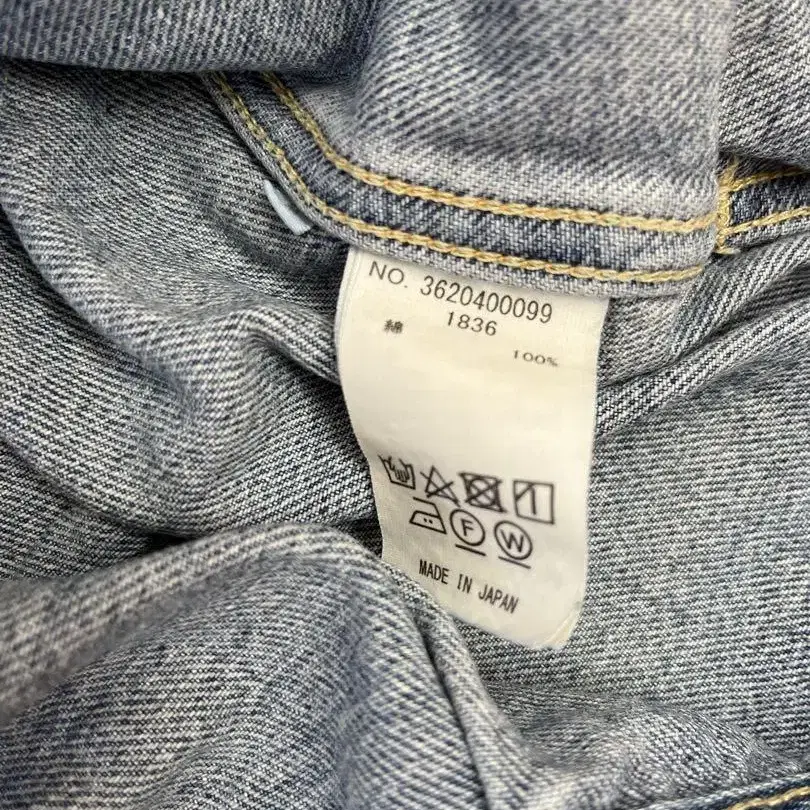 NO. 3620400099
1836
綿 100%
F W
MADE IN JAPAN